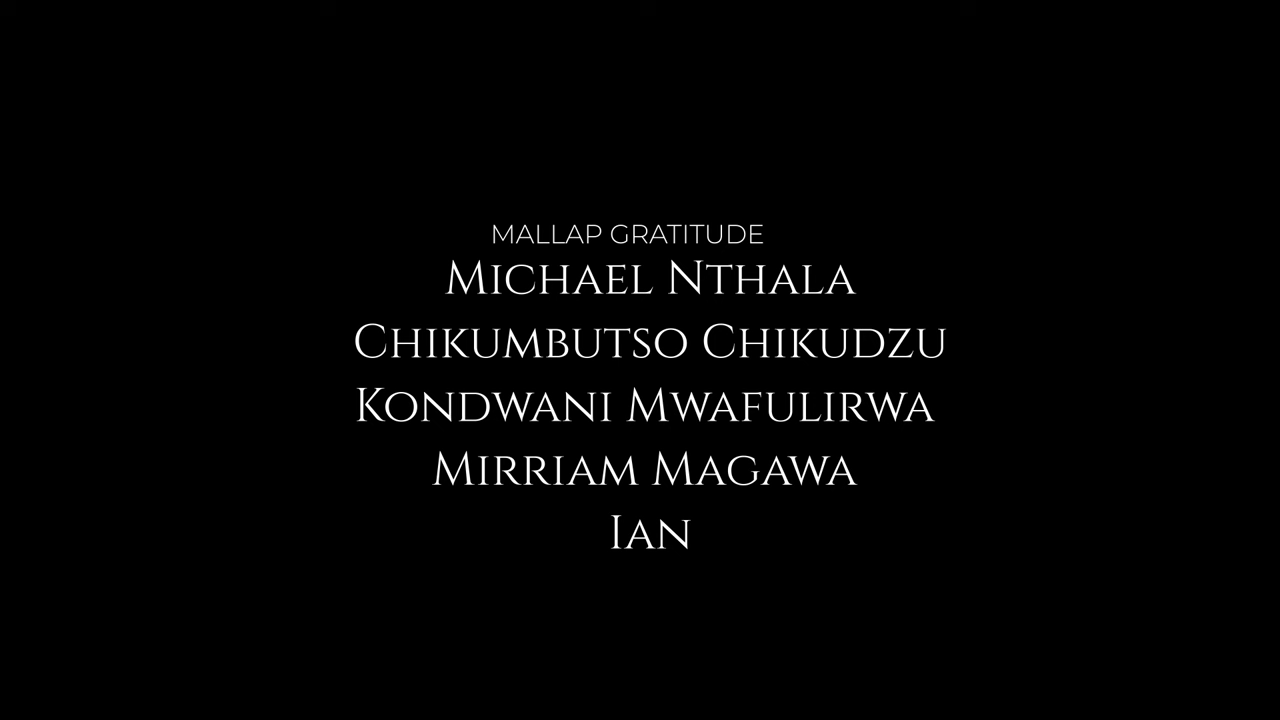 MALLAP GRATITUDE
Michael Nthala
Chikumbutso Chikudzu
Kondwani Mwafulirwa
Mirriam Magawa
Ian